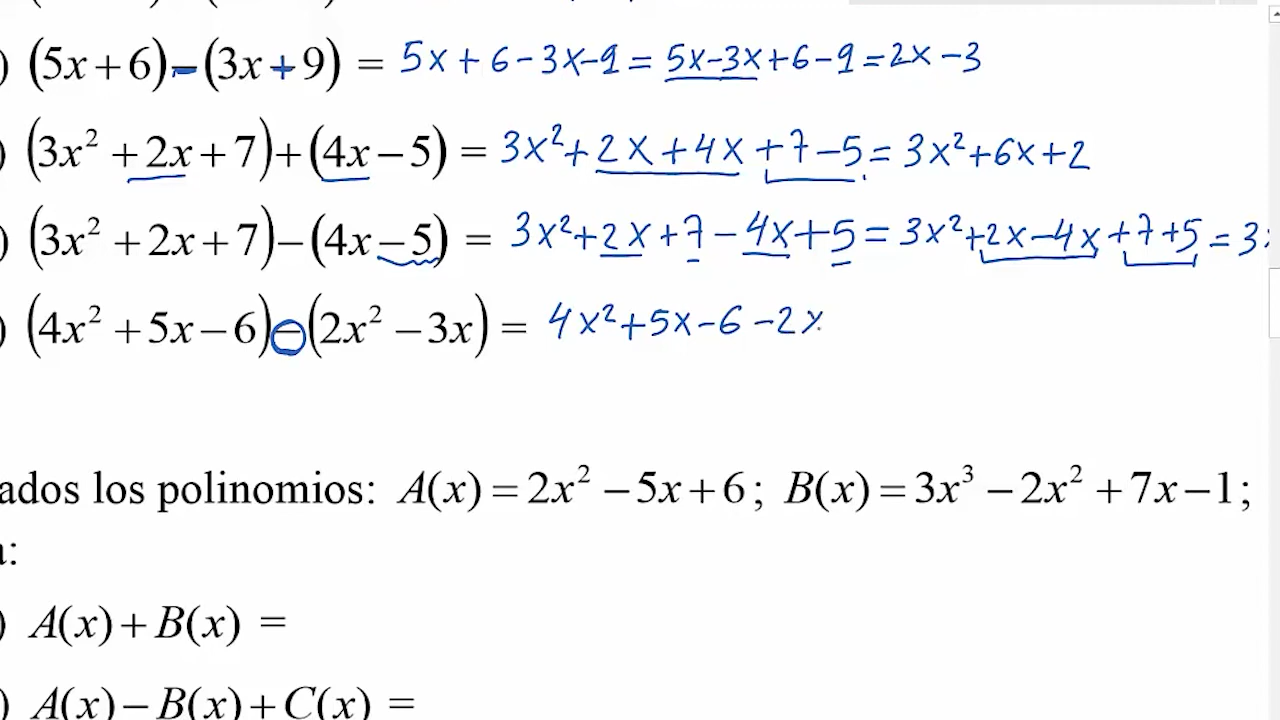 ) (5x+6)-(3x+9) = 5x+6-3x-9 = 5x-3x+6-9 = 2x-3
) (3x²+2x+7)+(4x-5) = 3x²+2x+4x+7-5 = 3x²+6x+2
) (3x²+2x+7)-(4x-5) = 3x²+2x+7-4x+5 = 3x²+2x-4x+7+5 = 3
) (4x²+5x-6)-(2x²-3x) = 4x²+5x-6-2x
ados los polinomios: A(x)=2x²-5x+6; B(x)=3x³-2x²+7x-1;
a:
) A(x)+B(x) =
) A(x)-B(x)+C(x) =